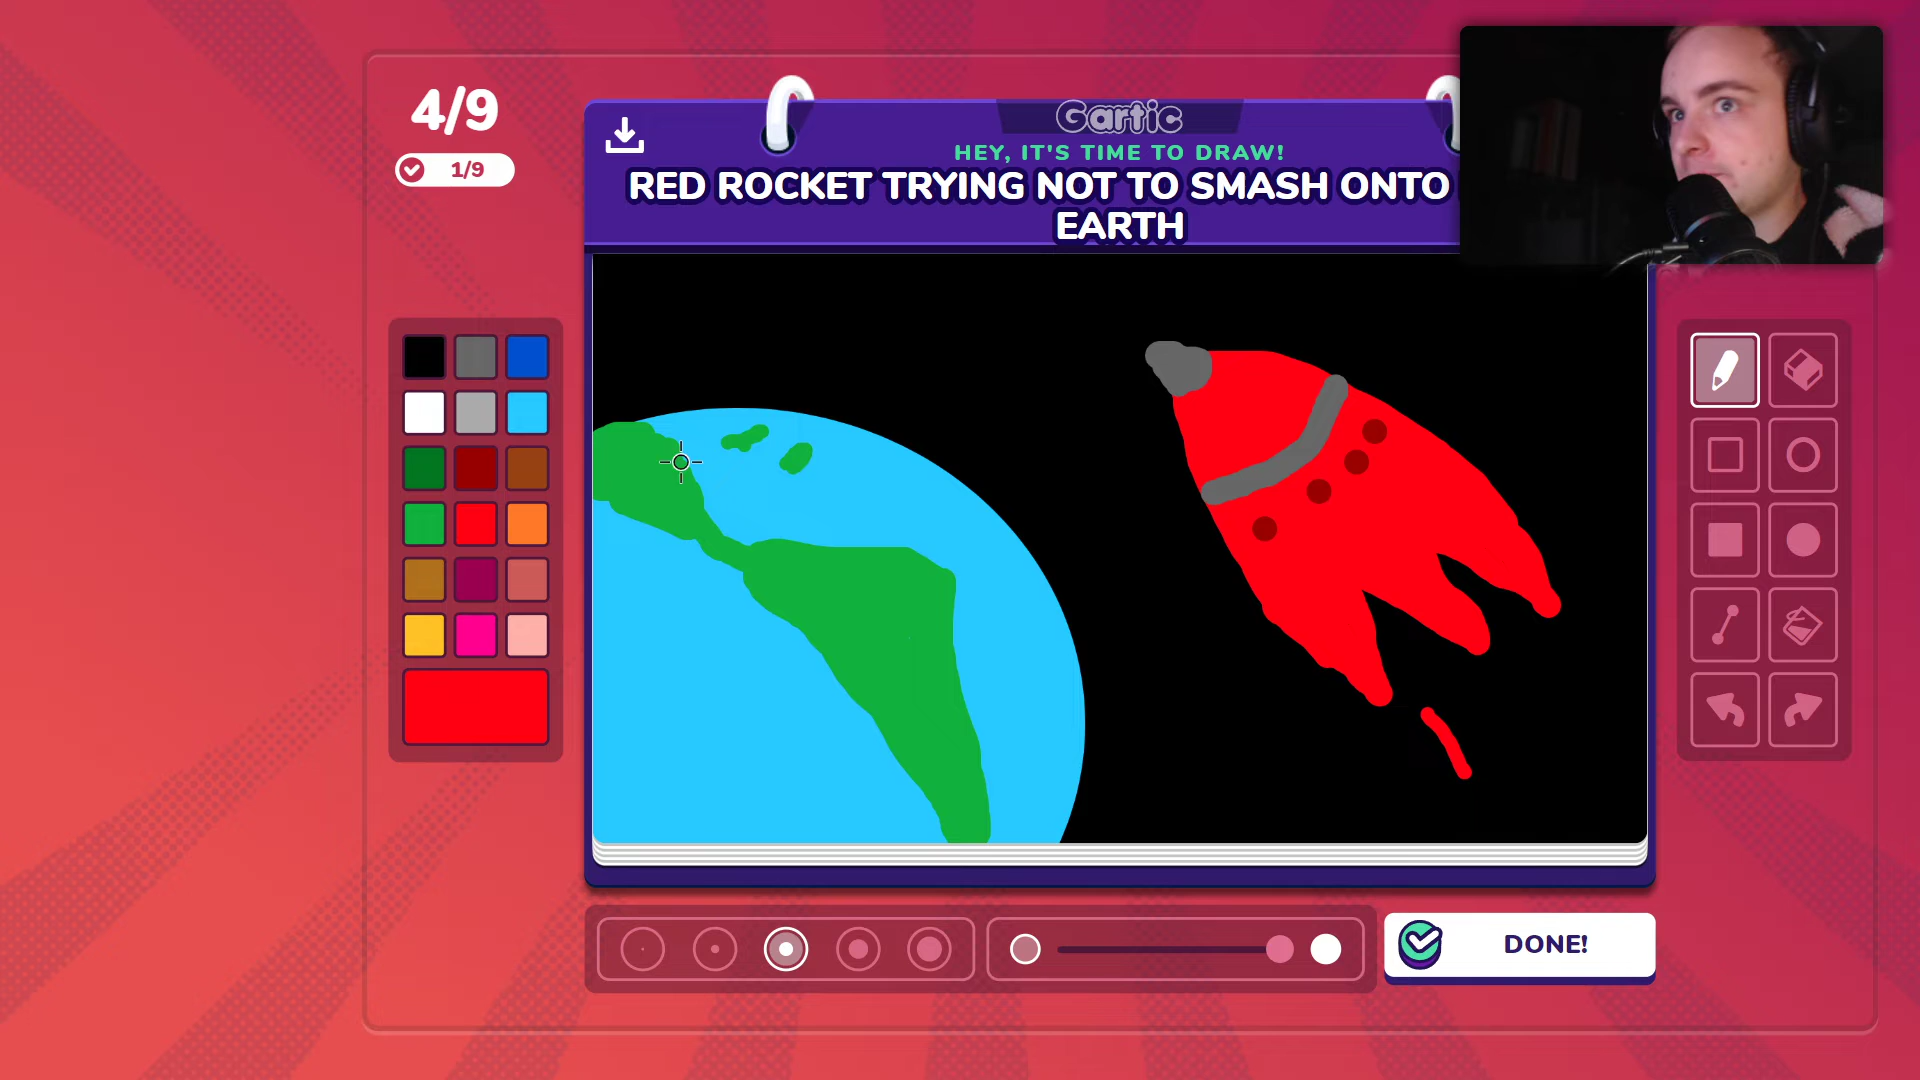 4/9
1/9
Gartic
HEY, IT'S TIME TO DRAW!
RED ROCKET TRYING NOT TO SMASH ONTO
EARTH
DONE!